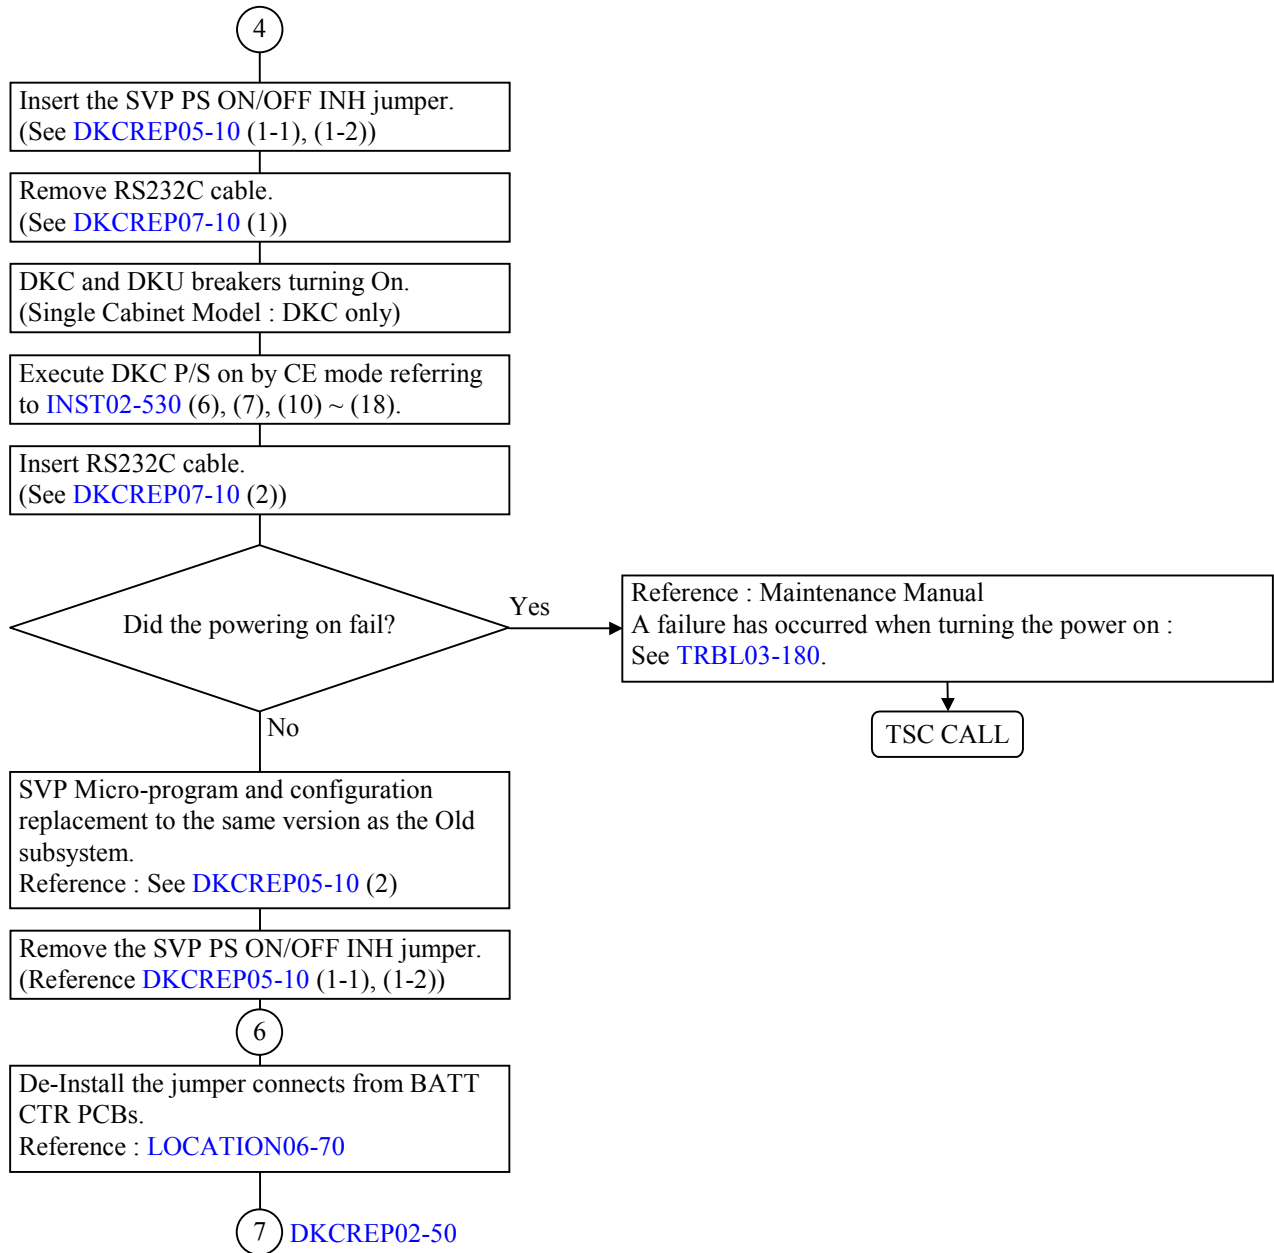 4
Insert the SVP PS ON/OFF INH jumper.
(See DKCREP05-10 (1-1), (1-2))
Remove RS232C cable.
(See DKCREP07-10 (1))
DKC and DKU breakers turning On.
(Single Cabinet Model : DKC only)
Execute DKC P/S on by CE mode referring
to INST02-530 (6), (7), (10) ~ (18).
Insert RS232C cable.
(See DKCREP07-10 (2))
Did the powering on fail?
Yes
Reference : Maintenance Manual
A failure has occurred when turning the power on :
See TRBL03-180.
TSC CALL
No
SVP Micro-program and configuration
replacement to the same version as the Old
subsystem.
Reference : See DKCREP05-10 (2)
Remove the SVP PS ON/OFF INH jumper.
(Reference DKCREP05-10 (1-1), (1-2))
6
De-Install the jumper connects from BATT
CTR PCBs.
Reference : LOCATION06-70
7 DKCREP02-50